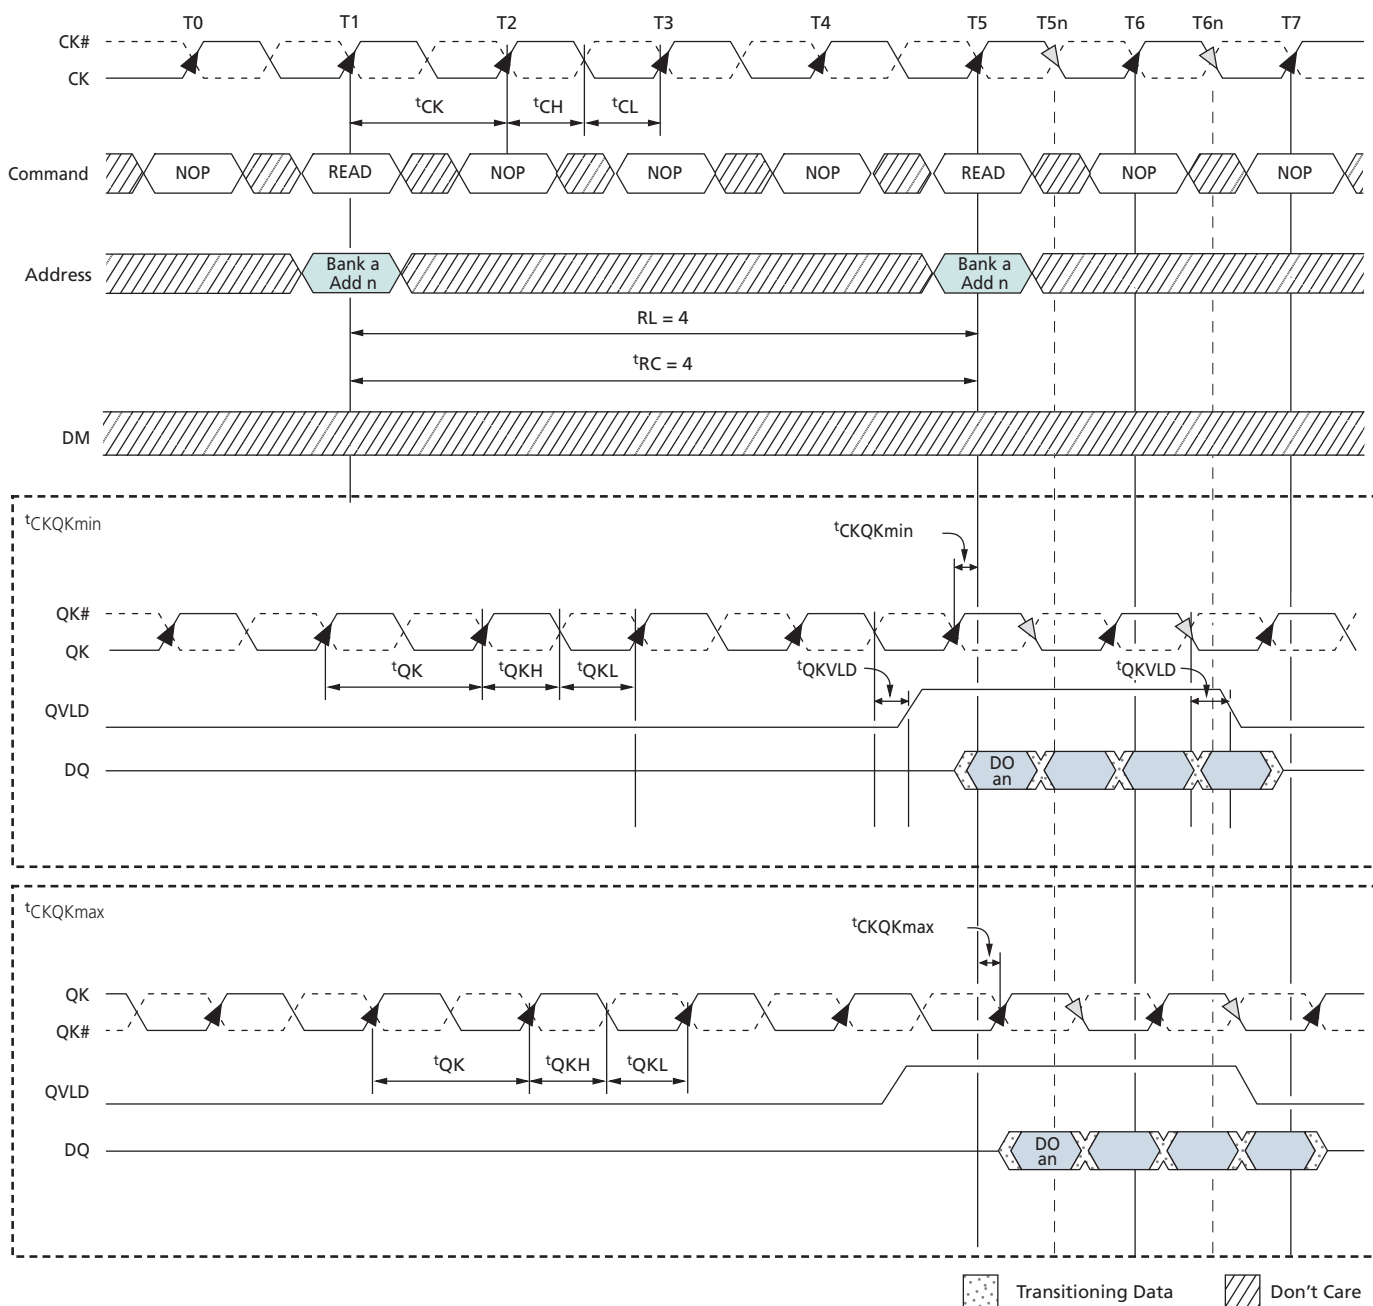 T0 T1 T2 T3 T4 T5 T5n T6 T6n T7
CK#
CK
tCK tCH tCL
Command NOP READ NOP NOP NOP READ NOP NOP
Address Bank a Add n Bank a Add n
RL = 4
tRC = 4
DM
tCKQKmin
tCKQKmin
QK#
QK
tQK tQKH tQKL tQKVLD tQKVLD
QVLD
DQ DO an
tCKQKmax
tCKQKmax
QK
QK#
tQK tQKH tQKL
QVLD
DQ DO an
Transitioning Data Don't Care